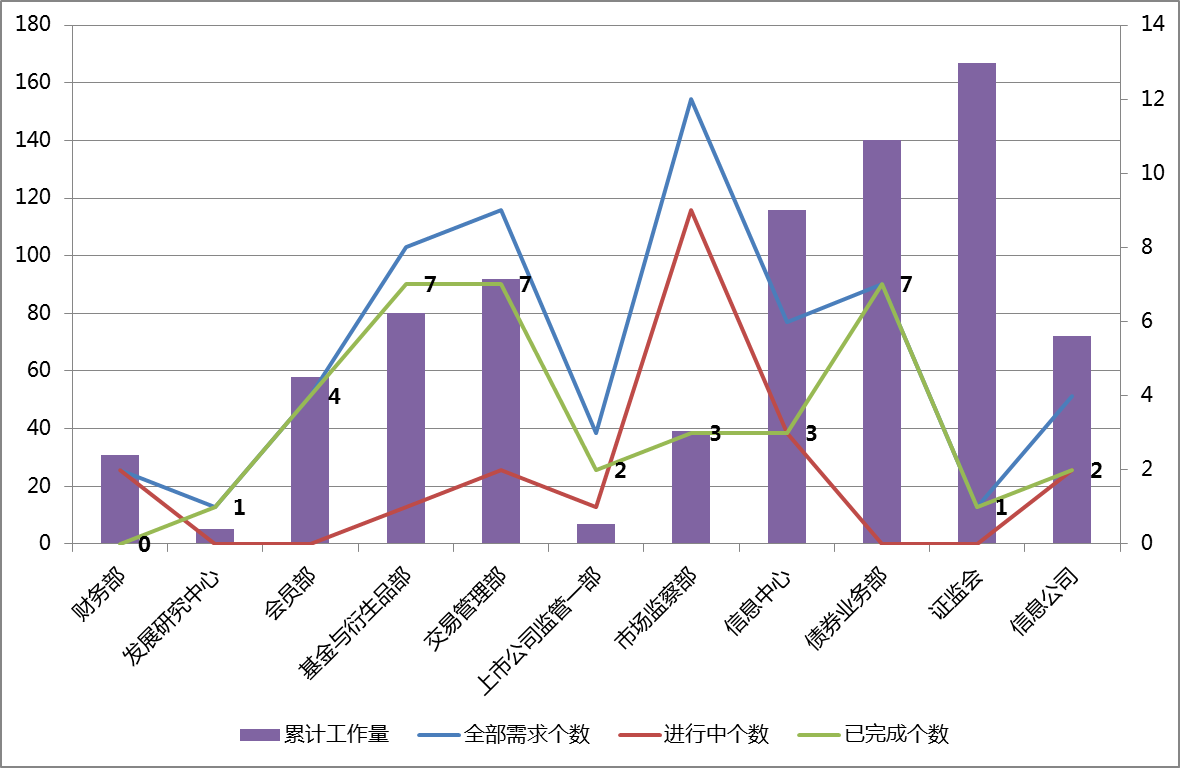 180
160
140
120
100
80
60
40
20
0
14
12
10
8
6
4
2
0
0
1
4
7
7
2
3
3
7
1
2
财务部
发展研究中心
会员部
基金与衍生品部
交易管理部
上市公司监管一部
市场监察部
信息中心
债券业务部
证监会
信息公司
累计工作量
全部需求个数
进行中个数
已完成个数